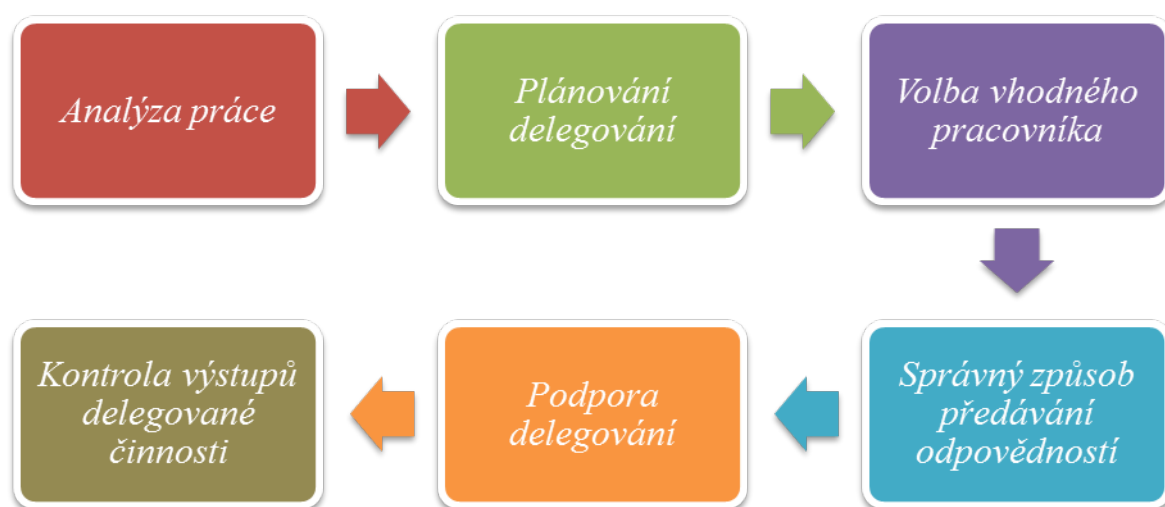 Analýza práce
Plánování
delegování
Volba vhodného
pracovníka
Správný způsob
předávání
odpovědností
Podpora
delegování
Kontrola výstupů
delegované
činnosti